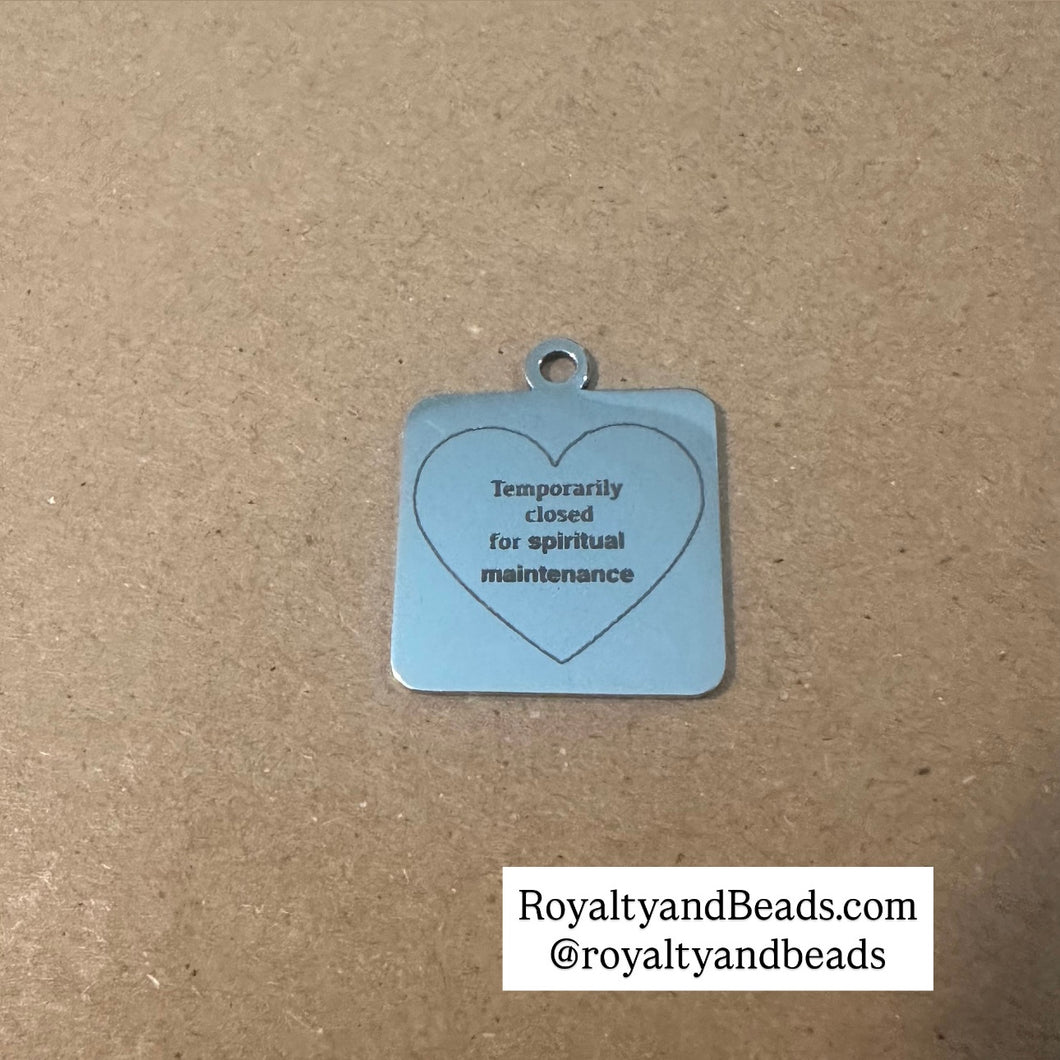 Temporarily
closed
for spiritual
maintenance
RoyaltyandBeads.com
@royaltyandbeads